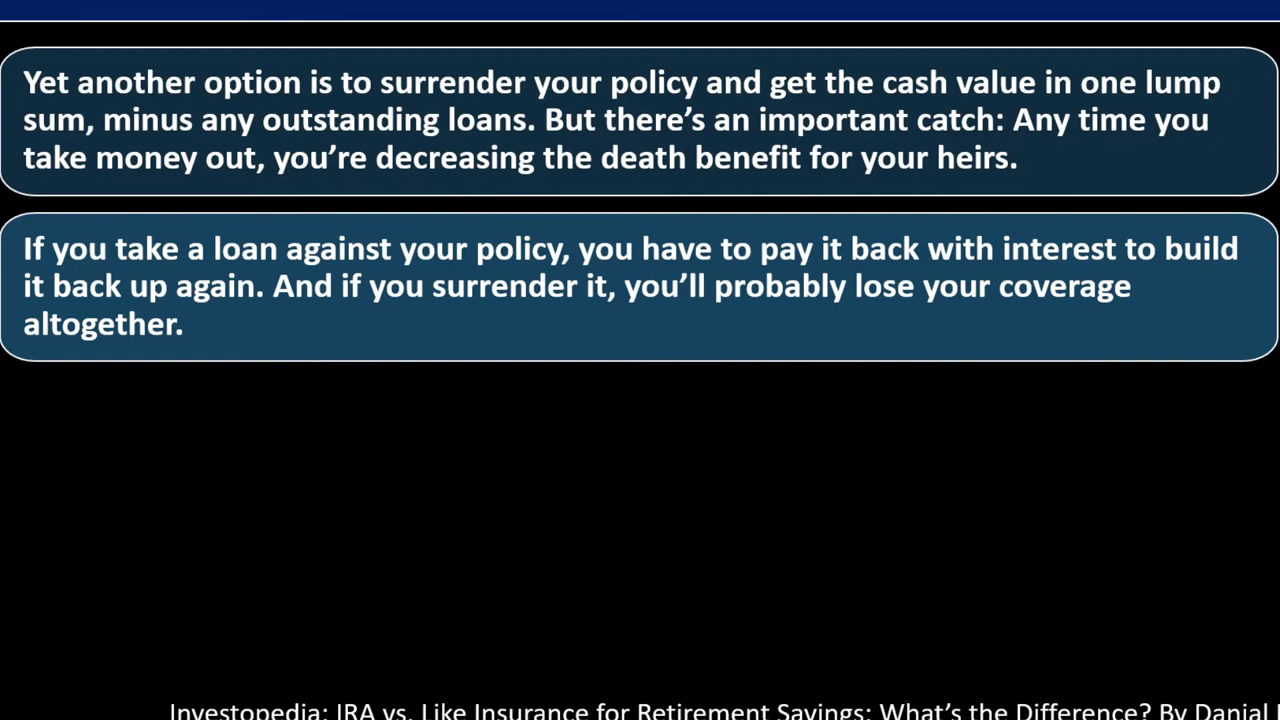 Yet another option is to surrender your policy and get the cash value in one lump
sum, minus any outstanding loans. But there’s an important catch: Any time you
take money out, you’re decreasing the death benefit for your heirs.
If you take a loan against your policy, you have to pay it back with interest to build
it back up again. And if you surrender it, you’ll probably lose your coverage
altogether.
Investopedia: IRA vs. Like Insurance for Retirement Savings: What’s the Difference? By Danial